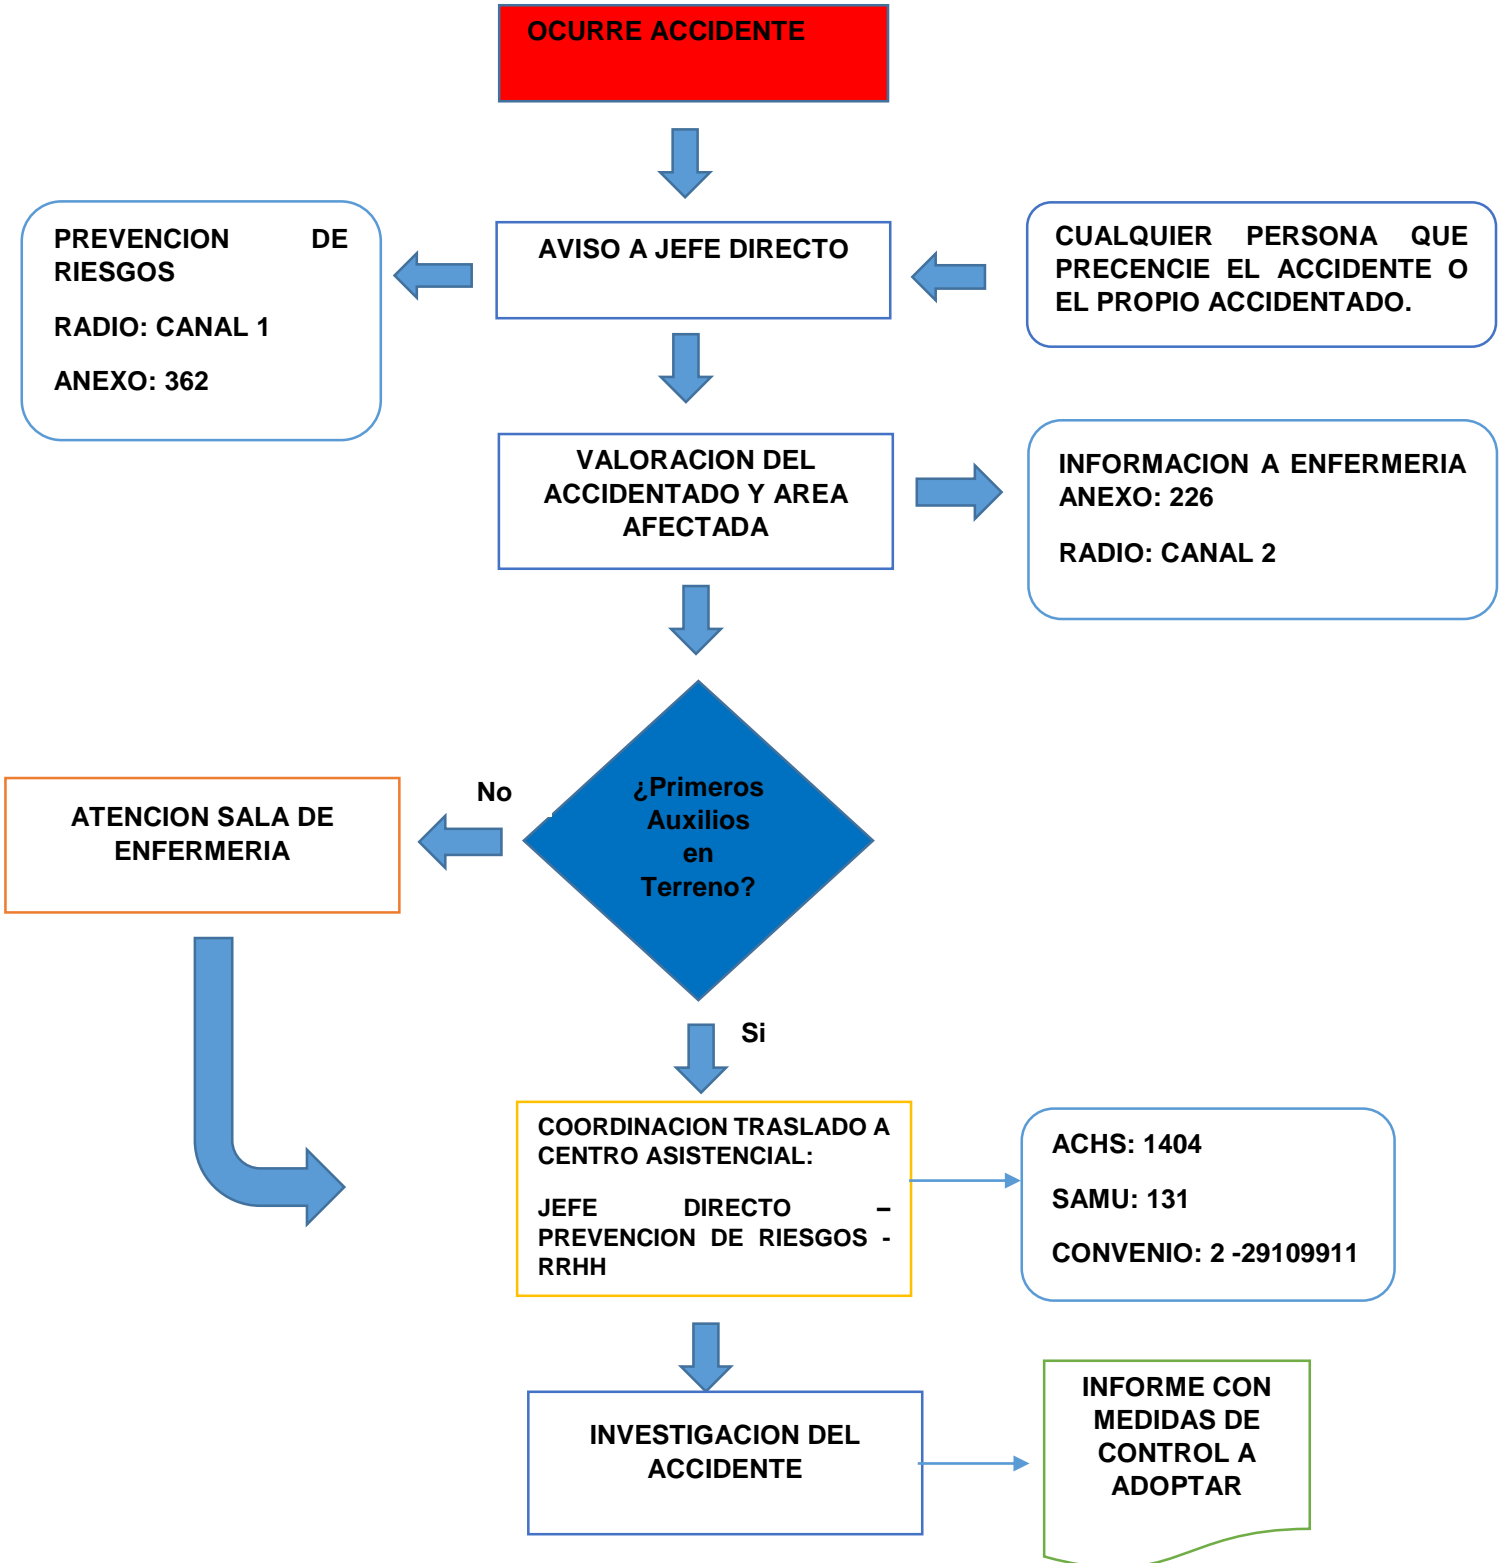 OCURRE ACCIDENTE
PREVENCION DE
RIESGOS
RADIO: CANAL 1
ANEXO: 362
AVISO A JEFE DIRECTO
CUALQUIER PERSONA QUE
PRECENCIE EL ACCIDENTE O
EL PROPIO ACCIDENTADO.
VALORACION DEL
ACCIDENTADO Y AREA
AFECTADA
INFORMACION A ENFERMERIA
ANEXO: 226
RADIO: CANAL 2
No
¿Primeros
Auxilios
en
Terreno?
ATENCION SALA DE
ENFERMERIA
Si
COORDINACION TRASLADO A
CENTRO ASISTENCIAL:
JEFE DIRECTO –
PREVENCION DE RIESGOS -
RRHH
ACHS: 1404
SAMU: 131
CONVENIO: 2 -29109911
INVESTIGACION DEL
ACCIDENTE
INFORME CON
MEDIDAS DE
CONTROL A
ADOPTAR